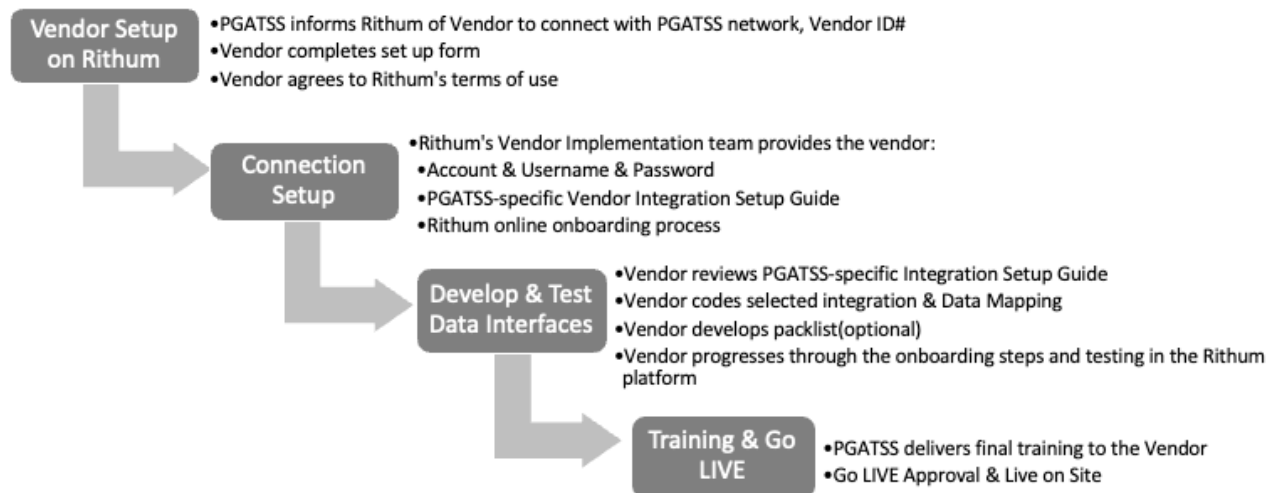 Vendor Setup
on Rithum
•PGATSS informs Rithum of Vendor to connect with PGATSS network, Vendor ID#
•Vendor completes set up form
•Vendor agrees to Rithum's terms of use
Connection
Setup
•Rithum's Vendor Implementation team provides the vendor:
•Account & Username & Password
•PGATSS-specific Vendor Integration Setup Guide
•Rithum online onboarding process
Develop & Test
Data Interfaces
•Vendor reviews PGATSS-specific Integration Setup Guide
•Vendor codes selected integration & Data Mapping
•Vendor develops packlist(optional)
•Vendor progresses through the onboarding steps and testing in the Rithum
platform
Training & Go
LIVE
•PGATSS delivers final training to the Vendor
•Go LIVE Approval & Live on Site